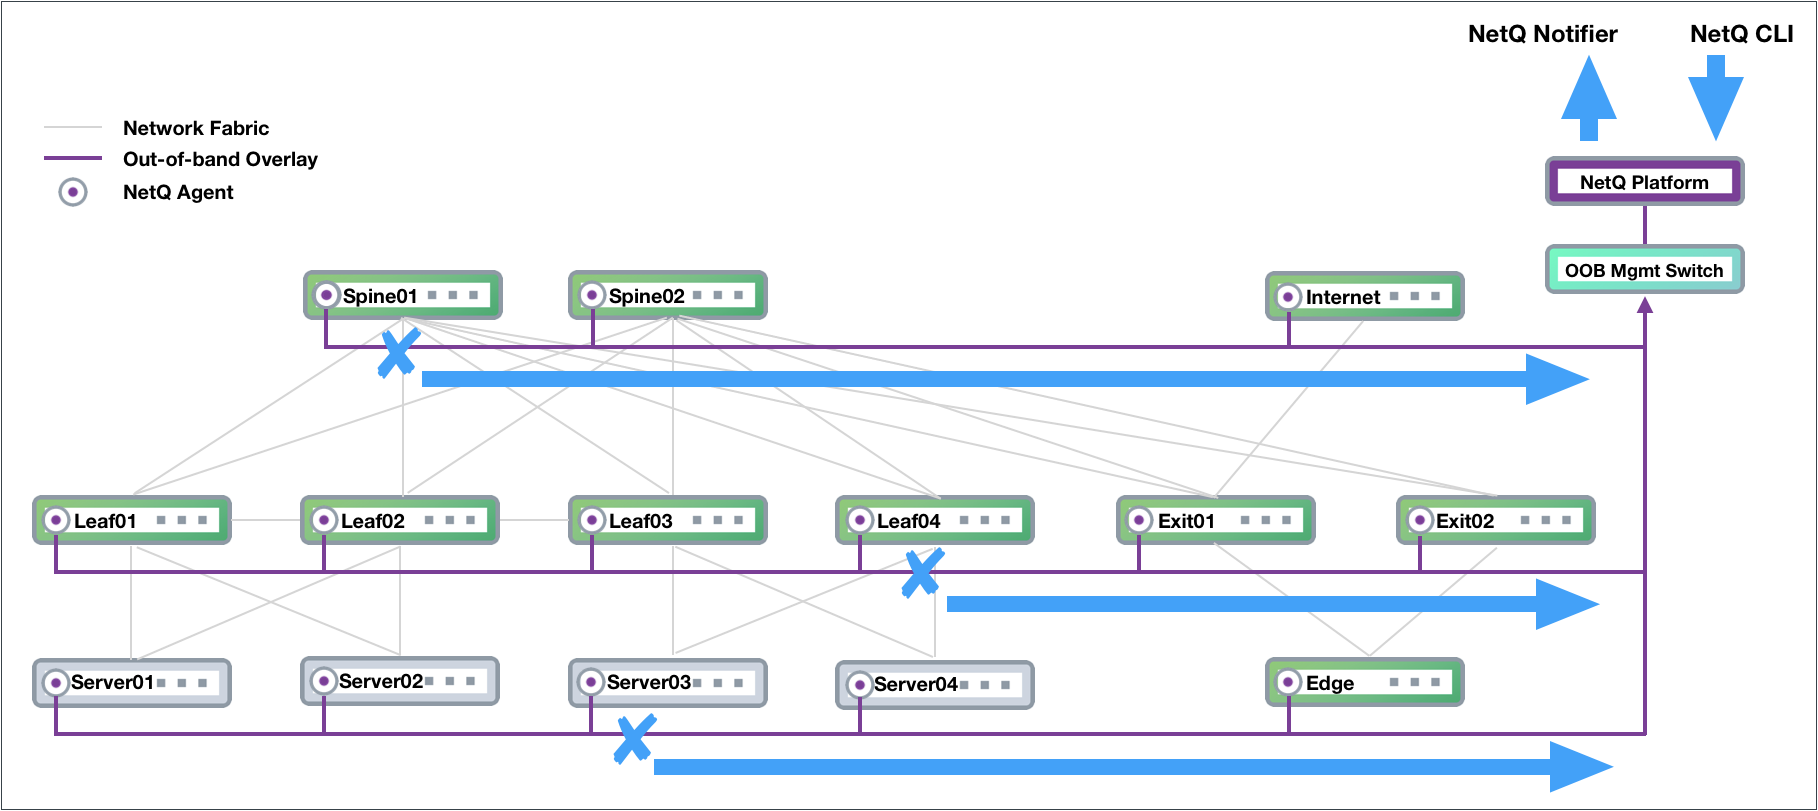 NetQ Notifier
NetQ CLI
Network Fabric
Out-of-band Overlay
NetQ Agent
NetQ Platform
OOB Mgmt Switch
Spine01
Spine02
Internet
Leaf01
Leaf02
Leaf03
Leaf04
Exit01
Exit02
Server01
Server02
Server03
Server04
Edge